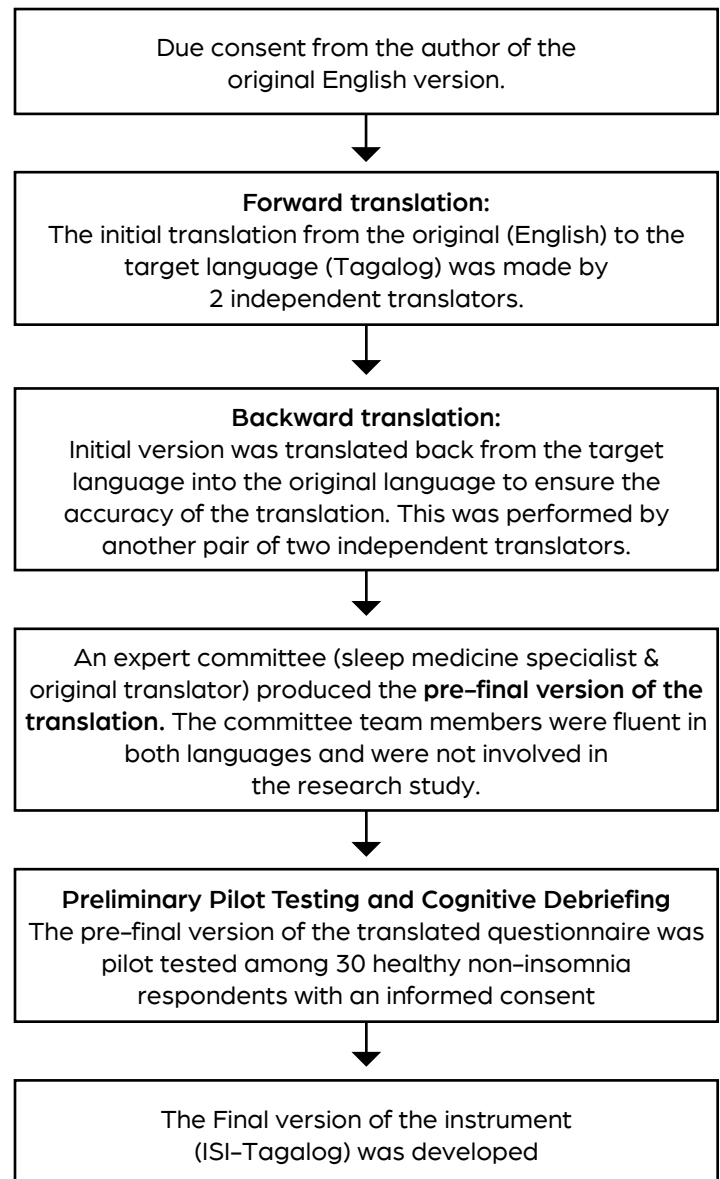 Due consent from the author of the
original English version.
Forward translation:
The initial translation from the original (English) to the
target language (Tagalog) was made by
2 independent translators.
Backward translation:
Initial version was translated back from the target
language into the original language to ensure the
accuracy of the translation. This was performed by
another pair of two independent translators.
An expert committee (sleep medicine specialist &
original translator) produced the pre-final version of the
translation. The committee team members were fluent in
both languages and were not involved in
the research study.
Preliminary Pilot Testing and Cognitive Debriefing
The pre-final version of the translated questionnaire was
pilot tested among 30 healthy non-insomnia
respondents with an informed consent
The Final version of the instrument
(ISI-Tagalog) was developed